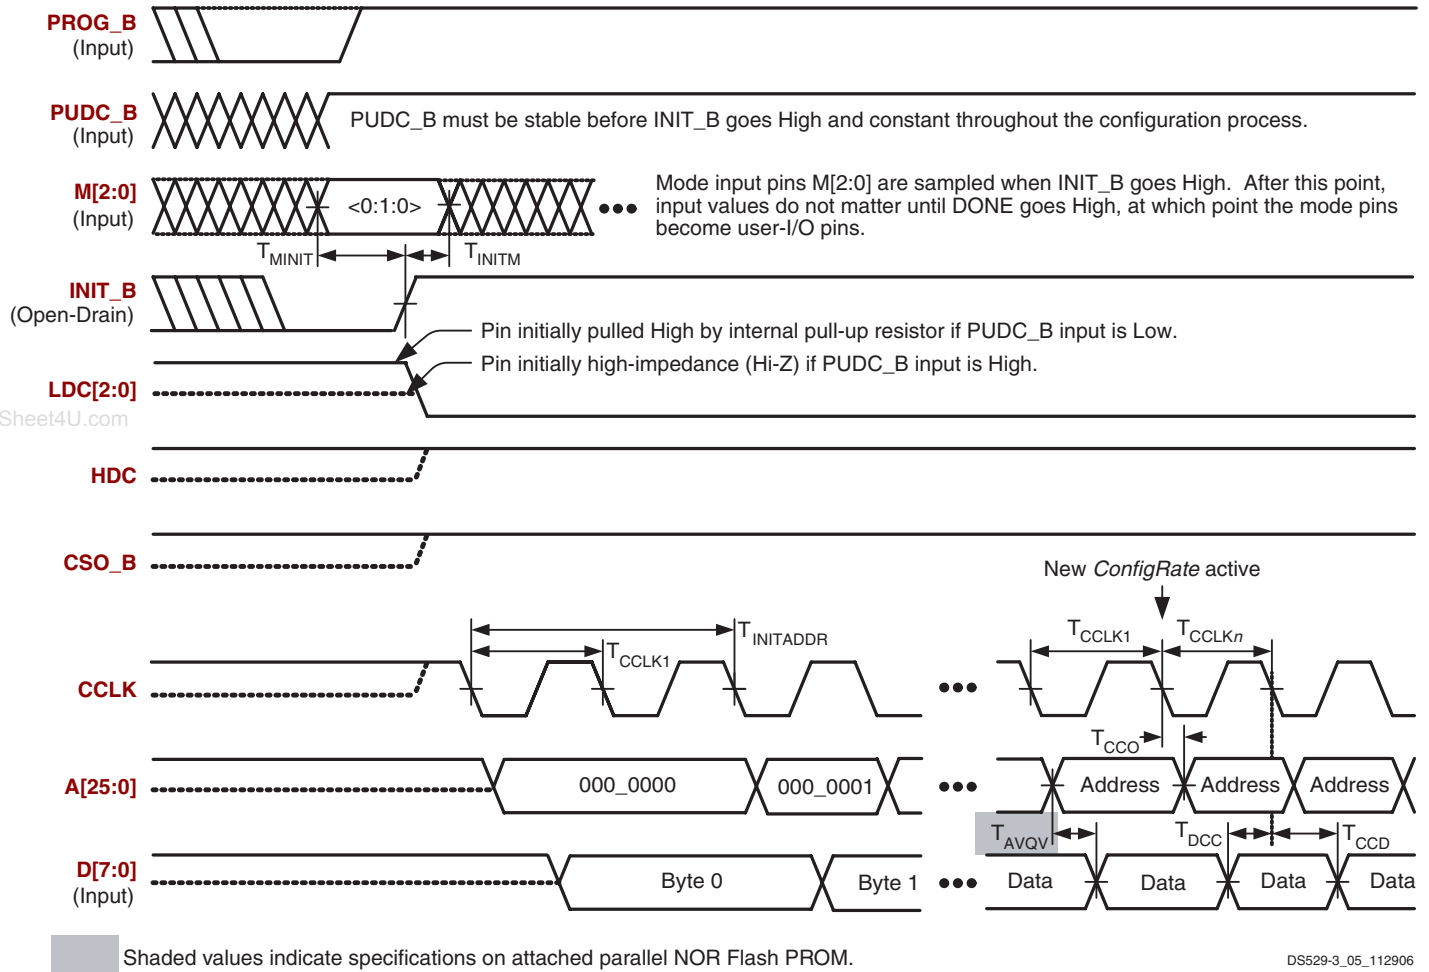 PROG_B
(Input)
PUDC_B
(Input)
PUDC_B must be stable before INIT_B goes High and constant throughout the configuration process.
M[2:0]
(Input)
<0:1:0>
Mode input pins M[2:0] are sampled when INIT_B goes High. After this point,
input values do not matter until DONE goes High, at which point the mode pins
become user-I/O pins.
TMINIT
TINITM
INIT_B
(Open-Drain)
Pin initially pulled High by internal pull-up resistor if PUDC_B input is Low.
Pin initially high-impedance (Hi-Z) if PUDC_B input is High.
LDC[2:0]
Sheet4U.com
HDC
CSO_B
New ConfigRate active
TINITADDR
TCCLK1
TCCLK1
TCCLKn
CCLK
TCCO
A[25:0]
000_0000
000_0001
Address
Address
Address
TAVQV
TDCC
TCCD
D[7:0]
(Input)
Byte 0
Byte 1
Data
Data
Data
Data
Shaded values indicate specifications on attached parallel NOR Flash PROM.
DS529-3_05_112906